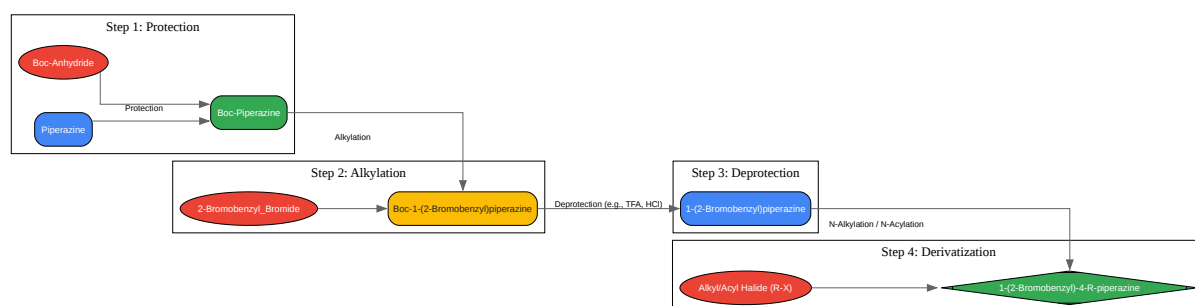 Step 1: Protection
Boc-Anhydride
Protection
Piperazine
Boc-Piperazine
Alkylation
Step 2: Alkylation
2-Bromobenzyl_Bromide
Boc-1-(2-Bromobenzyl)piperazine
Deprotection (e.g., TFA, HCl)
Step 3: Deprotection
1-(2-Bromobenzyl)piperazine
N-Alkylation / N-Acylation
Step 4: Derivatization
Alkyl/Acyl Halide (R-X)
1-(2-Bromobenzyl)-4-R-piperazine